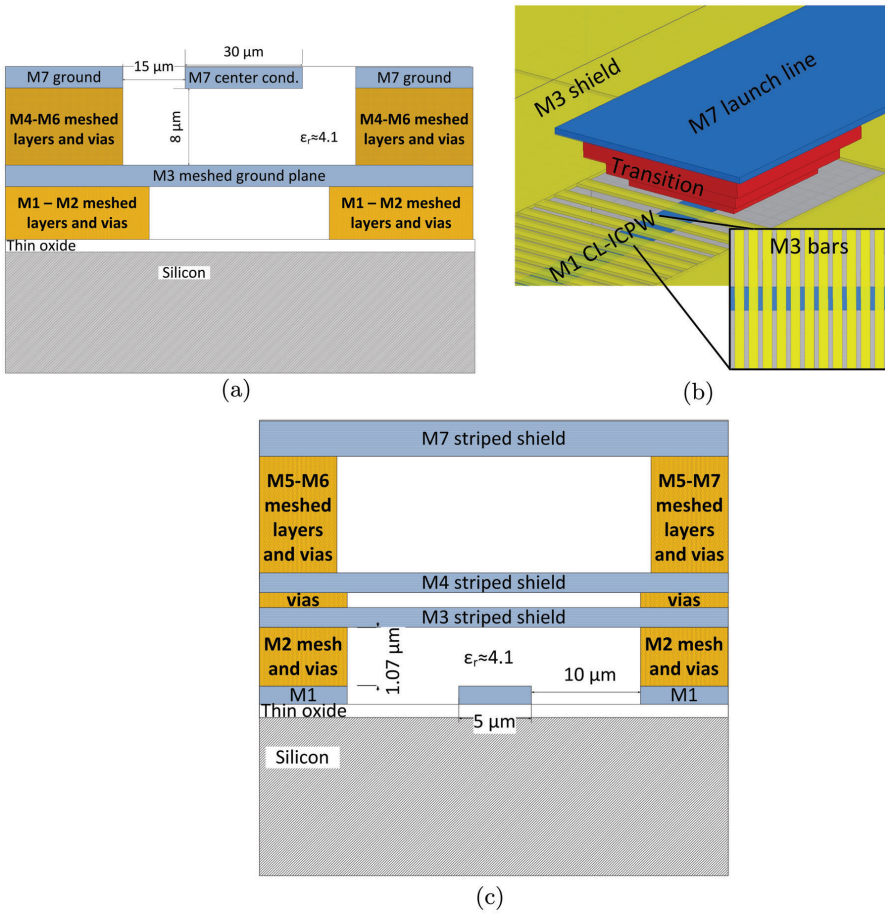 30 μm
15 μm
M7 ground
M7 center cond.
M7 ground
M4-M6 meshed
layers and vias
8 μm
εr≈4.1
M4-M6 meshed
layers and vias
M3 meshed ground plane
M1 – M2 meshed
layers and vias
M1 – M2 meshed
layers and vias
Thin oxide
Silicon
(a)
M3 shield
M7 launch line
Transition
M1 CL-ICPW
M3 bars
(b)
M7 striped shield
M5-M6
meshed
layers
and vias
M5-M7
meshed
layers
and vias
M4 striped shield
vias
vias
M3 striped shield
M2 mesh
and vias
1.07 μm
εr≈4.1
M2 mesh
and vias
10 μm
M1
M1
Thin oxide
5 μm
Silicon
(c)